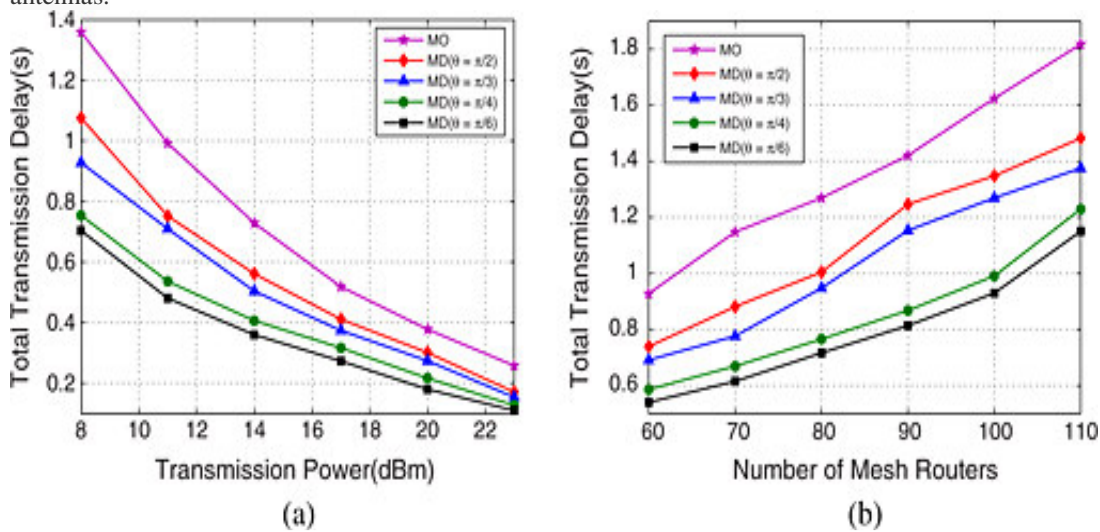 antennas.
1.4
1.2
1
0.8
0.6
0.4
0.2
Total Transmission Delay(s)
MO
MD(θ = π/2)
MD(θ = π/3)
MD(θ = π/4)
MD(θ = π/6)
8 10 12 14 16 18 20 22
Transmission Power(dBm)
(a)
1.8
1.6
1.4
1.2
1
0.8
0.6
Total Transmission Delay(s)
MO
MD(θ = π/2)
MD(θ = π/3)
MD(θ = π/4)
MD(θ = π/6)
60 70 80 90 100 110
Number of Mesh Routers
(b)